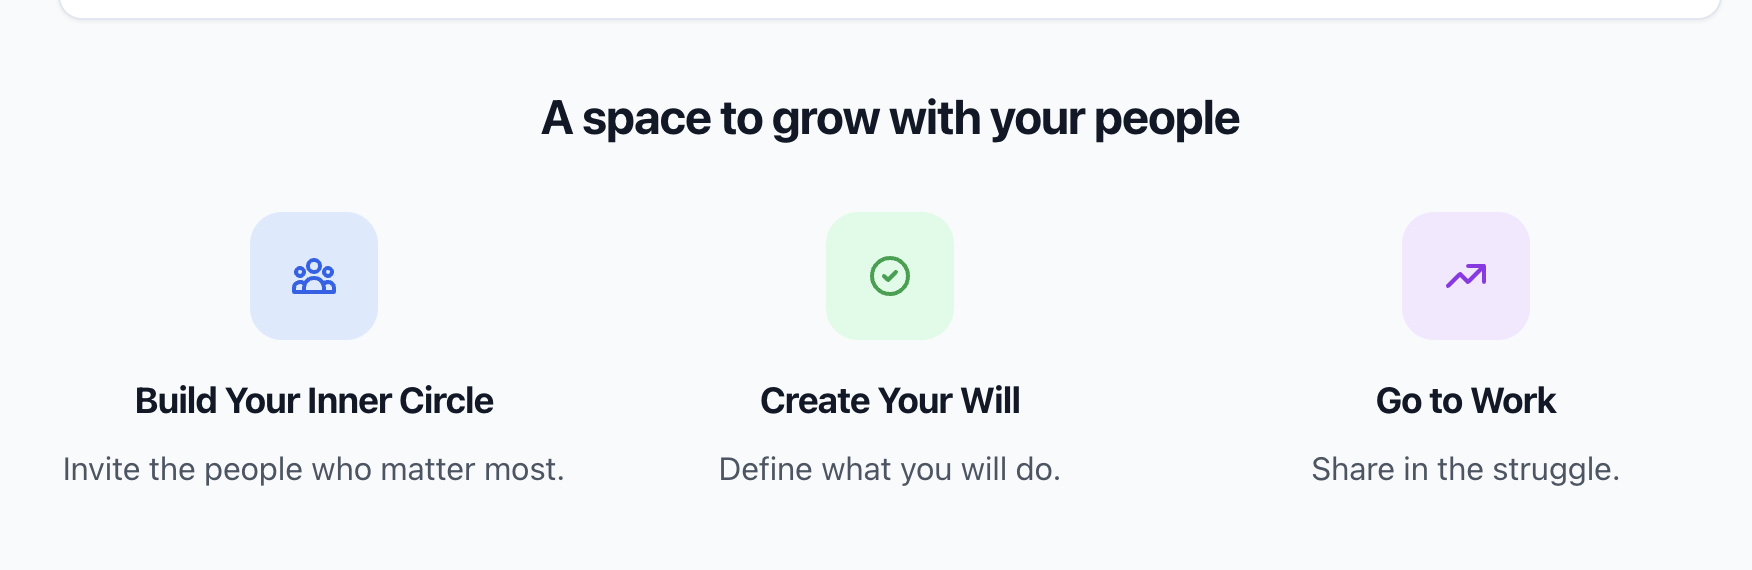 A space to grow with your people
Build Your Inner Circle
Invite the people who matter most.
Create Your Will
Define what you will do.
Go to Work
Share in the struggle.